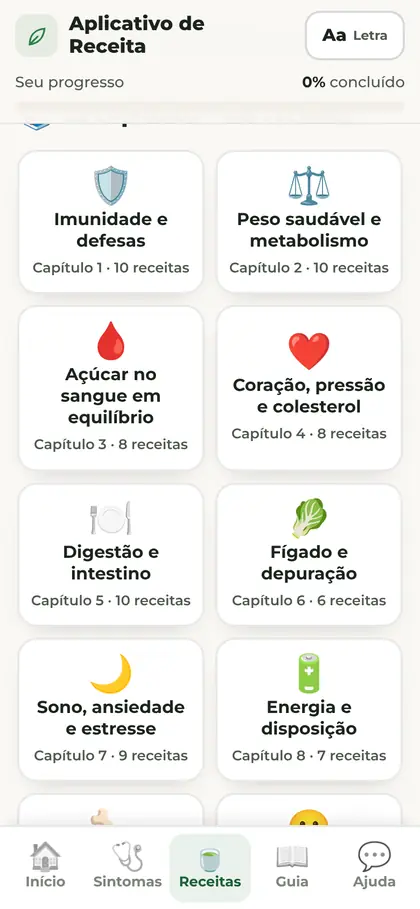 Aplicativo de
Receita
Aa Letra
Seu progresso
0% concluído
Imunidade e
defesas
Capítulo 1 · 10 receitas
Peso saudável e
metabolismo
Capítulo 2 · 10 receitas
Açúcar no
sangue em
equilíbrio
Capítulo 3 · 8 receitas
Coração, pressão
e colesterol
Capítulo 4 · 8 receitas
Digestão e
intestino
Capítulo 5 · 10 receitas
Fígado e
depuração
Capítulo 6 · 6 receitas
Sono, ansiedade
e estresse
Capítulo 7 · 9 receitas
Energia e
disposição
Capítulo 8 · 7 receitas
Início
Sintomas
Receitas
Guia
Ajuda